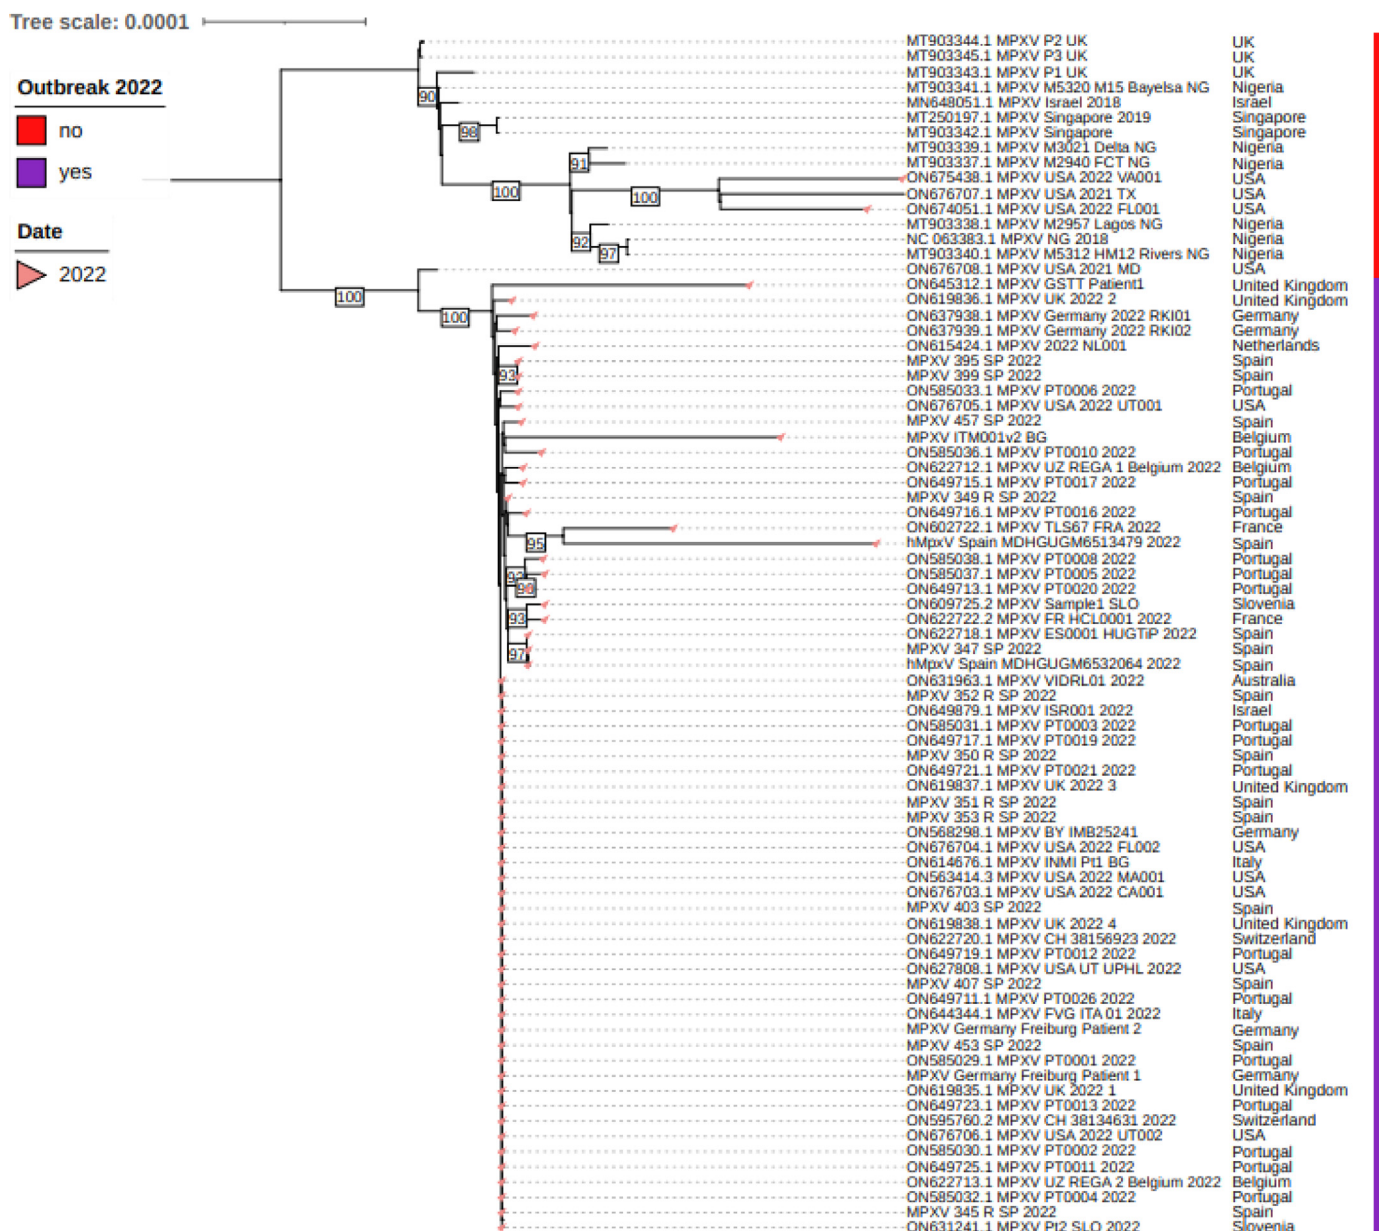 Tree scale: 0.0001
Outbreak 2022
no
yes
Date
2022
90
98
91
100
100
92
97
100
100
93
95
93
97
MT903344.1 MPXV P2 UK UK
MT903345.1 MPXV P3 UK UK
MT903343.1 MPXV P1 UK UK
MT903341.1 MPXV M5320 M15 Bayelsa NG Nigeria
MN648051.1 MPXV Israel 2018 Israel
MT250197.1 MPXV Singapore 2019 Singapore
MT903342.1 MPXV Singapore Singapore
MT903339.1 MPXV M3021 Delta NG Nigeria
MT903337.1 MPXV M2940 FCT NG Nigeria
ON675438.1 MPXV USA 2022 VA001 USA
ON676707.1 MPXV USA 2021 TX USA
ON674051.1 MPXV USA 2022 FL001 USA
MT903338.1 MPXV M2957 Lagos NG Nigeria
NC 063383.1 MPXV NG 2018 Nigeria
MT903340.1 MPXV M5312 HM12 Rivers NG Nigeria
ON676708.1 MPXV USA 2021 MD USA
ON645312.1 MPXV GSTT Patient1 United Kingdom
ON619836.1 MPXV UK 2022 2 United Kingdom
ON637938.1 MPXV Germany 2022 RKI01 Germany
ON637939.1 MPXV Germany 2022 RKI02 Germany
ON615424.1 MPXV 2022 NL001 Netherlands
MPXV 395 SP 2022 Spain
MPXV 399 SP 2022 Spain
ON585033.1 MPXV PT0006 2022 Portugal
ON676705.1 MPXV USA 2022 UT001 USA
MPXV 457 SP 2022 Spain
MPXV ITM001v2 BG Belgium
ON585036.1 MPXV PT0010 2022 Portugal
ON622712.1 MPXV UZ REGA 1 Belgium 2022 Belgium
ON649715.1 MPXV PT0017 2022 Portugal
MPXV 349 R SP 2022 Spain
ON649716.1 MPXV PT0016 2022 Portugal
ON602722.1 MPXV TLS67 FRA 2022 France
hMpxV Spain MDHGUGM6513479 2022 Spain
ON585038.1 MPXV PT0008 2022 Portugal
ON585037.1 MPXV PT0005 2022 Portugal
ON649713.1 MPXV PT0020 2022 Portugal
ON609725.2 MPXV Sample1 SLO Slovenia
ON622722.2 MPXV FR HCL0001 2022 France
ON622718.1 MPXV ES0001 HUGTiP 2022 Spain
MPXV 347 SP 2022 Spain
hMpxV Spain MDHGUGM6532064 2022 Spain
ON631963.1 MPXV VIDRL01 2022 Australia
MPXV 352 R SP 2022 Spain
ON649879.1 MPXV ISR001 2022 Israel
ON585031.1 MPXV PT0003 2022 Portugal
ON649717.1 MPXV PT0019 2022 Portugal
MPXV 350 R SP 2022 Spain
ON649721.1 MPXV PT0021 2022 Portugal
ON619837.1 MPXV UK 2022 3 United Kingdom
MPXV 351 R SP 2022 Spain
MPXV 353 R SP 2022 Spain
ON568298.1 MPXV BY IMB25241 Germany
ON676704.1 MPXV USA 2022 FL002 USA
ON614676.1 MPXV INMI Pt1 BG Italy
ON563414.3 MPXV USA 2022 MA001 USA
ON676703.1 MPXV USA 2022 CA001 USA
MPXV 403 SP 2022 Spain
ON619838.1 MPXV UK 2022 4 United Kingdom
ON622720.1 MPXV CH 38156923 2022 Switzerland
ON649719.1 MPXV PT0012 2022 Portugal
ON627808.1 MPXV USA UT UPHL 2022 USA
MPXV 407 SP 2022 Spain
ON649711.1 MPXV PT0026 2022 Portugal
ON644344.1 MPXV FVG ITA 01 2022 Italy
MPXV Germany Freiburg Patient 2 Germany
MPXV 453 SP 2022 Spain
ON585029.1 MPXV PT0001 2022 Portugal
MPXV Germany Freiburg Patient 1 Germany
ON619835.1 MPXV UK 2022 1 United Kingdom
ON649723.1 MPXV PT0013 2022 Portugal
ON595760.2 MPXV CH 38134631 2022 Switzerland
ON676706.1 MPXV USA 2022 UT002 USA
ON585030.1 MPXV PT0002 2022 Portugal
ON649725.1 MPXV PT0011 2022 Portugal
ON622713.1 MPXV UZ REGA 2 Belgium 2022 Belgium
ON585032.1 MPXV PT0004 2022 Portugal
MPXV 345 R SP 2022 Spain
ON631241.1 MPXV Pt2 SLO 2022 Slovenia